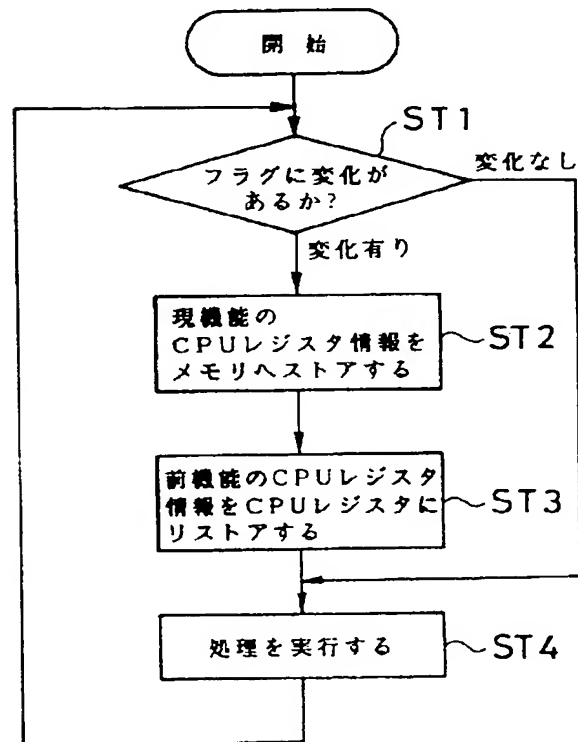 開始
ST1
フラグに変化が
あるか?
変化なし
変化有り
現機能の
CPUレジスタ情報を
メモリへストアする
ST2
前機能のCPUレジスタ
情報をCPUレジスタに
リストアする
ST3
処理を実行する
ST4